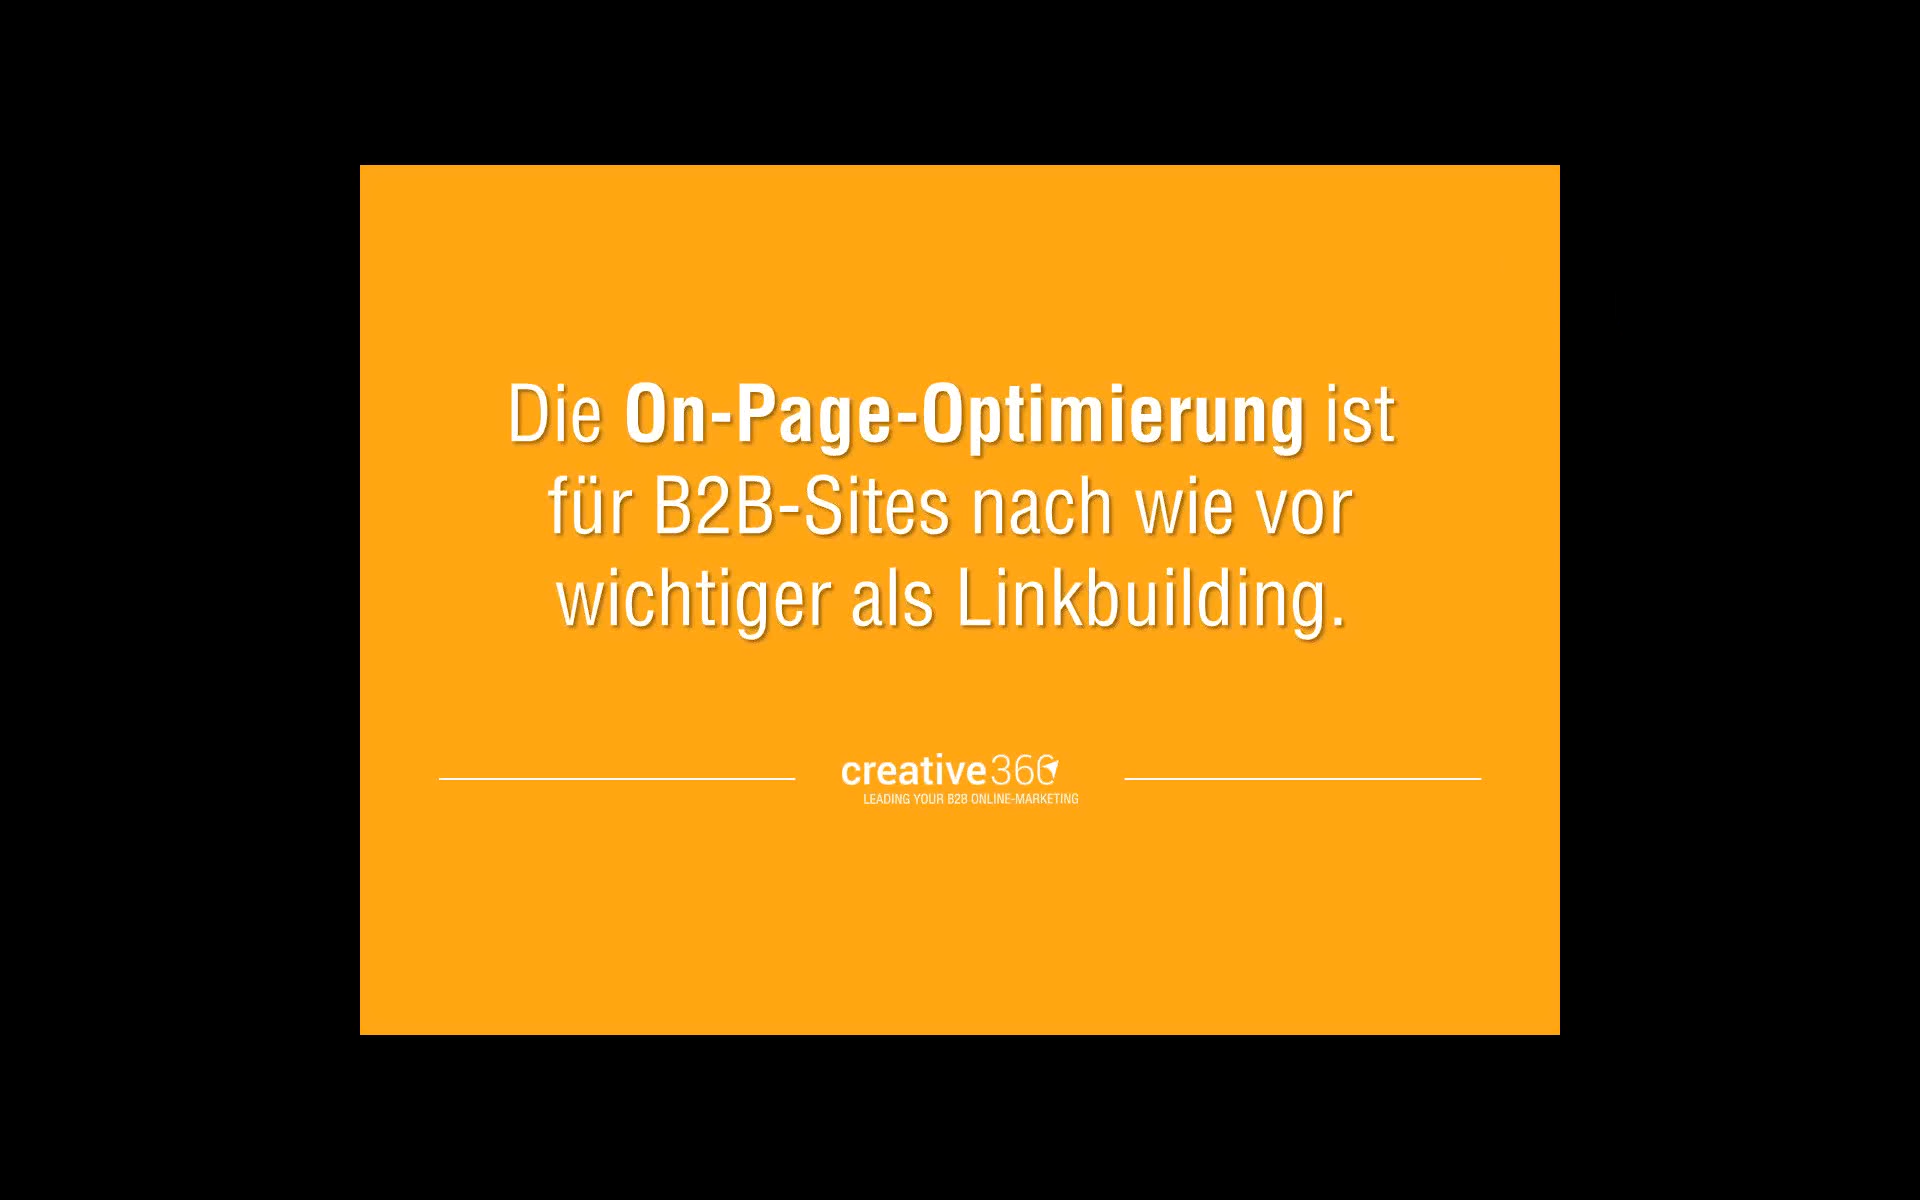 Die On-Page-Optimierung ist
für B2B-Sites nach wie vor
wichtiger als Linkbuilding.
creative360
LEADING YOUR B2B ONLINE-MARKETING